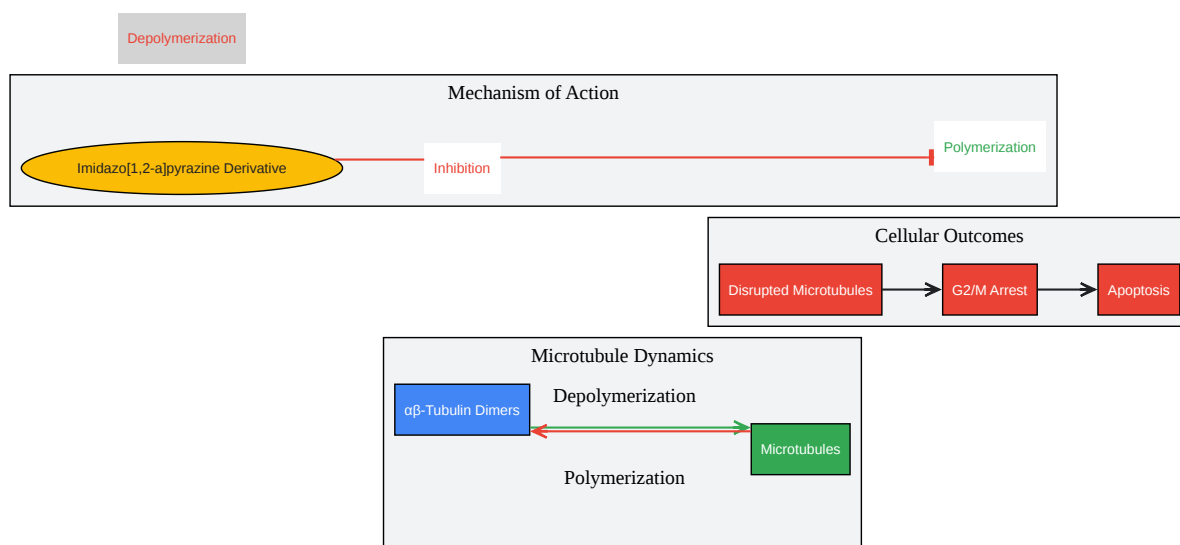 Depolymerization
Mechanism of Action
Imidazo[1,2-a]pyrazine Derivative
Inhibition
Polymerization
Cellular Outcomes
Disrupted Microtubules
G2/M Arrest
Apoptosis
Microtubule Dynamics
Depolymerization
αβ-Tubulin Dimers
Microtubules
Polymerization